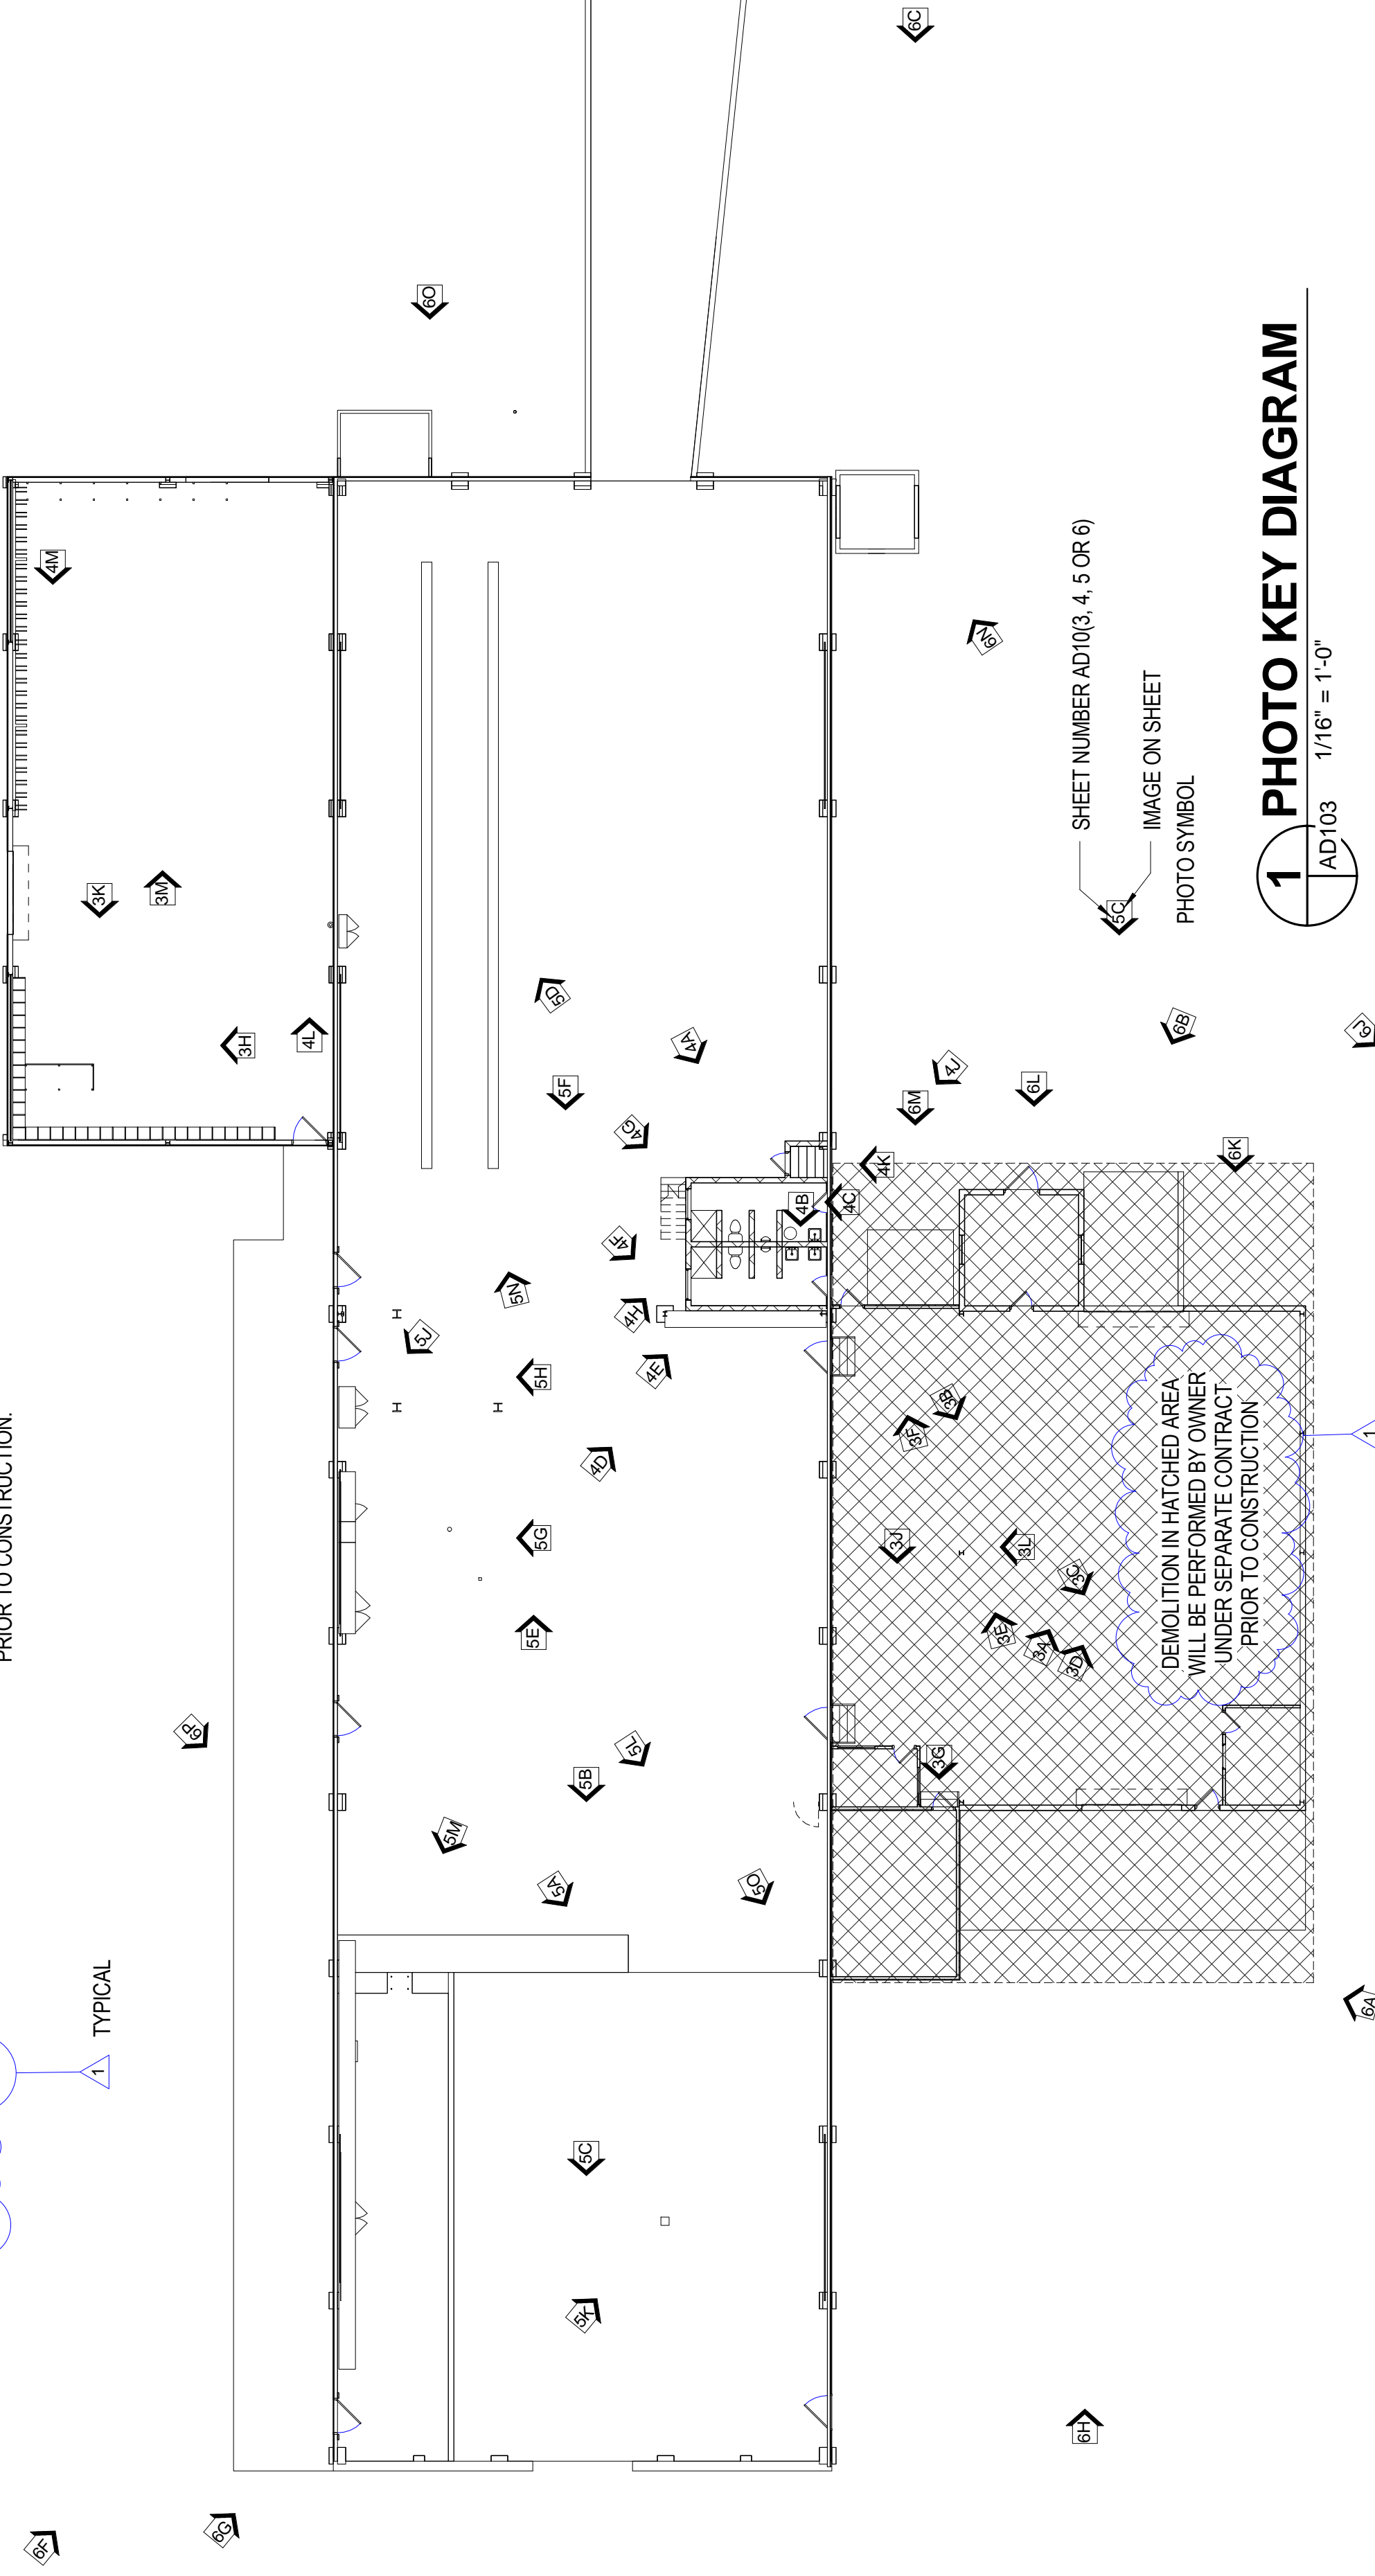 PRIOR TO CONSTRUCTION.
1
TYPICAL
6F
6G
6P
6H
6A
5K
5C
5A
5O
5M
5B
5L
5E
5G
5H
5J
5N
4D
4E
4H
4F
4G
4A
4B
4C
4K
4J
5F
5D
3H
4L
3K
3M
4M
6O
6C
3G
3E
3A
3D
3C
3L
3J
3F
3B
DEMOLITION IN HATCHED AREA
WILL BE PERFORMED BY OWNER
UNDER SEPARATE CONTRACT
PRIOR TO CONSTRUCTION
1
6K
6M
6L
6B
6J
6N
5C
SHEET NUMBER AD10(3, 4, 5 OR 6)
IMAGE ON SHEET
PHOTO SYMBOL
1
PHOTO KEY DIAGRAM
AD103
1/16" = 1'-0"